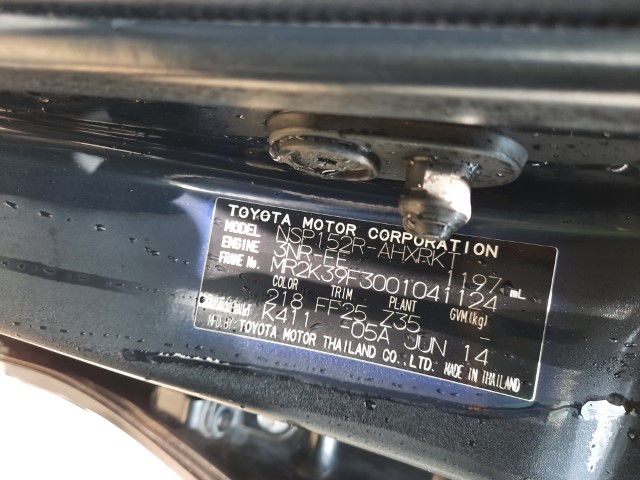 TOYOTA MOTOR CORPORATION
MODEL NSP152R-AHXRKT
ENGINE 3NR-FE 1197 mL
FRAME No. MR2K39F3001041124
COLOR TRIM PLANT GVM(kg)
218 FF25 Z35 -
K411 -05A JUN 14
MFD.BY: TOYOTA MOTOR THAILAND CO., LTD. MADE IN THAILAND